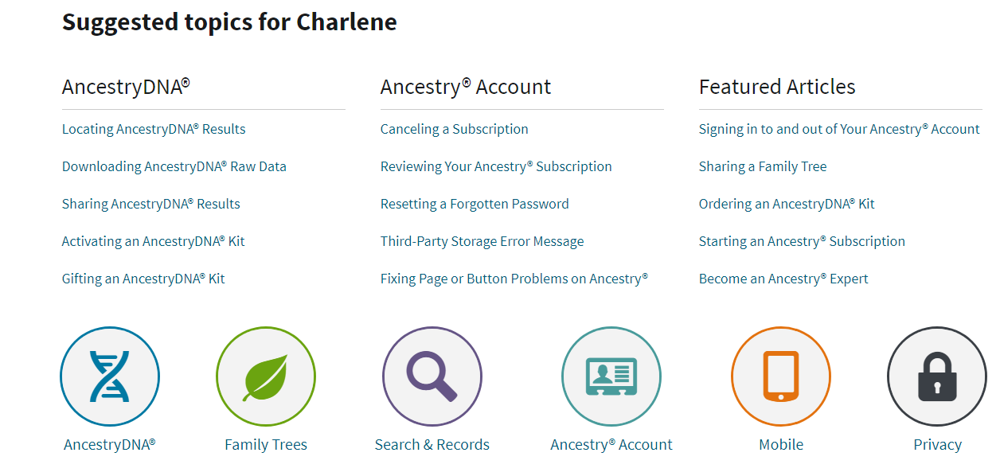 Suggested topics for Charlene
AncestryDNA®
Locating AncestryDNA® Results
Downloading AncestryDNA® Raw Data
Sharing AncestryDNA® Results
Activating an AncestryDNA® Kit
Gifting an AncestryDNA® Kit
Ancestry® Account
Canceling a Subscription
Reviewing Your Ancestry® Subscription
Resetting a Forgotten Password
Third-Party Storage Error Message
Fixing Page or Button Problems on Ancestry®
Featured Articles
Signing in to and out of Your Ancestry® Account
Sharing a Family Tree
Ordering an AncestryDNA® Kit
Starting an Ancestry® Subscription
Become an Ancestry® Expert
AncestryDNA®
Family Trees
Search & Records
Ancestry® Account
Mobile
Privacy